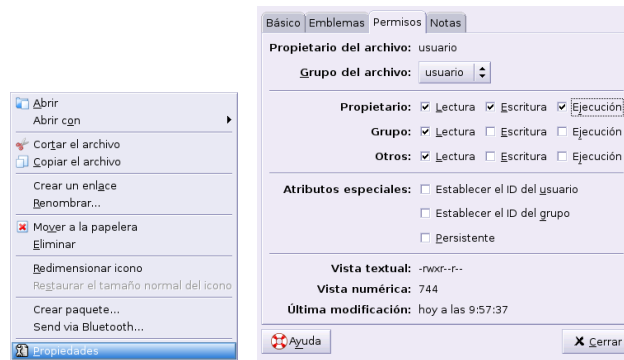 Abrir
Abrir con
Cortar el archivo
Copiar el archivo
Crear un enlace
Renombrar...
Mover a la papelera
Eliminar
Redimensionar icono
Restaurar el tamaño normal del icono
Crear paquete...
Send via Bluetooth...
Propiedades
Básico Emblemas Permisos Notas
Propietario del archivo: usuario
Grupo del archivo: usuario
Propietario: Lectura Escritura Ejecución
Grupo: Lectura Escritura Ejecución
Otros: Lectura Escritura Ejecución
Atributos especiales: Establecer el ID del usuario
Establecer el ID del grupo
Persistente
Vista textual: -rwxr--r--
Vista numérica: 744
Última modificación: hoy a las 9:57:37
Ayuda Cerrar